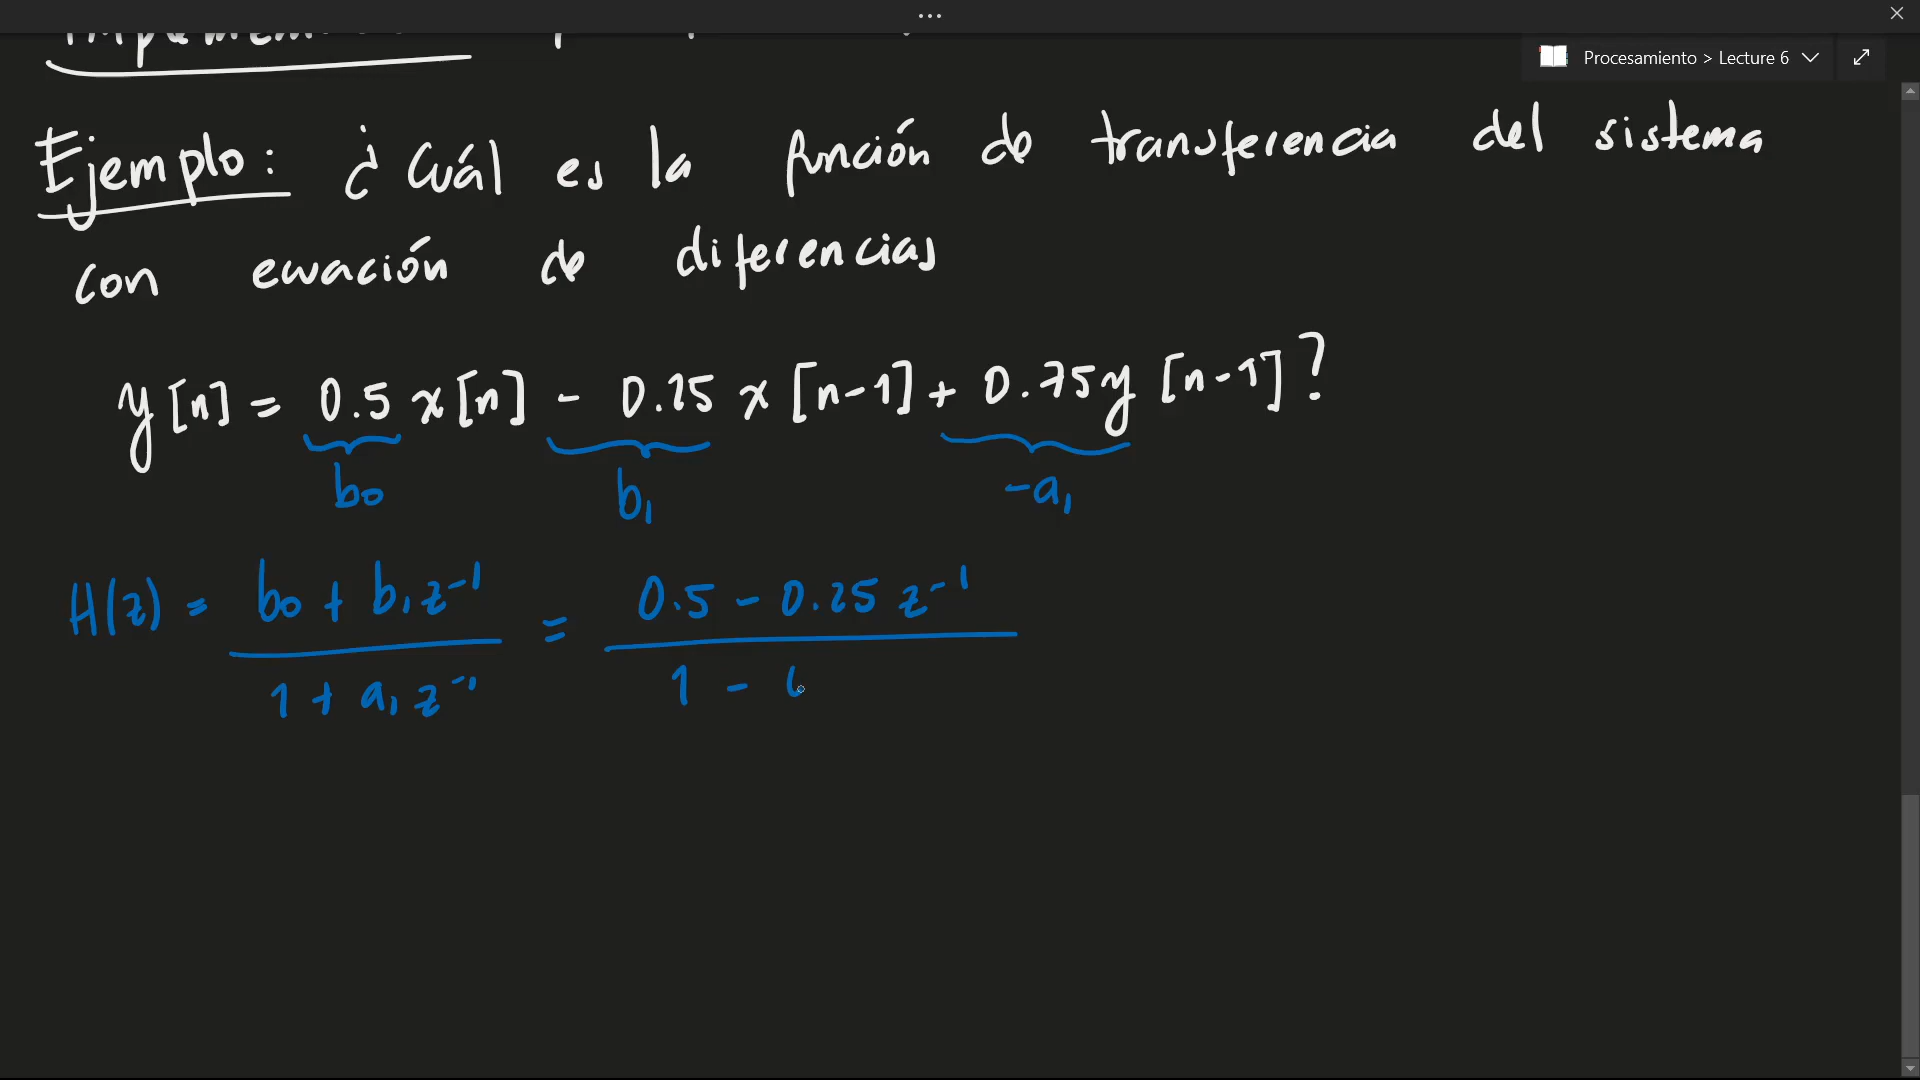 ...
Procesamiento > Lecture 6
Ejemplo: ¿Cuál es la función de transferencia del sistema
con ecuación de diferencias
y[n] = 0.5 x[n] - 0.25 x[n-1] + 0.75y [n-1]?
b0 b1 -a1
H(z) = (b0 + b1z^-1)/(1 + a1z^-1) = (0.5 - 0.25 z^-1)/(1 -